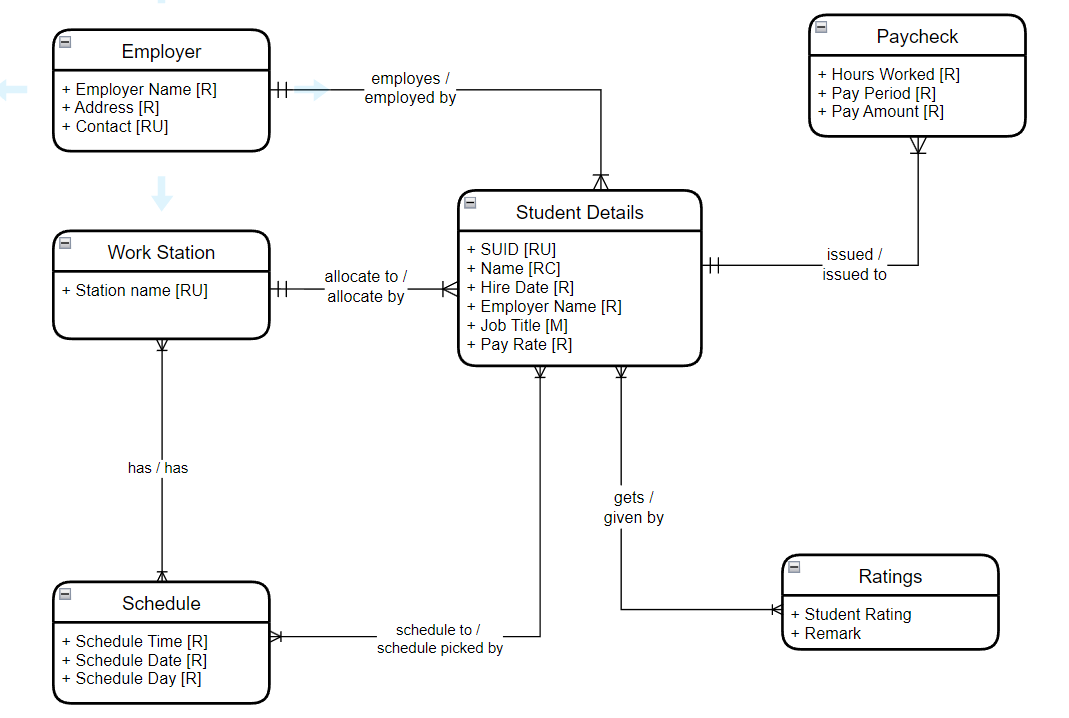 Employer
+ Employer Name [R]
+ Address [R]
+ Contact [RU]
employes /
employed by
Paycheck
+ Hours Worked [R]
+ Pay Period [R]
+ Pay Amount [R]
Student Details
+ SUID [RU]
+ Name [RC]
+ Hire Date [R]
+ Employer Name [R]
+ Job Title [M]
+ Pay Rate [R]
issued /
issued to
Work Station
+ Station name [RU]
allocate to /
allocate by
has / has
gets /
given by
Schedule
+ Schedule Time [R]
+ Schedule Date [R]
+ Schedule Day [R]
schedule to /
schedule picked by
Ratings
+ Student Rating
+ Remark